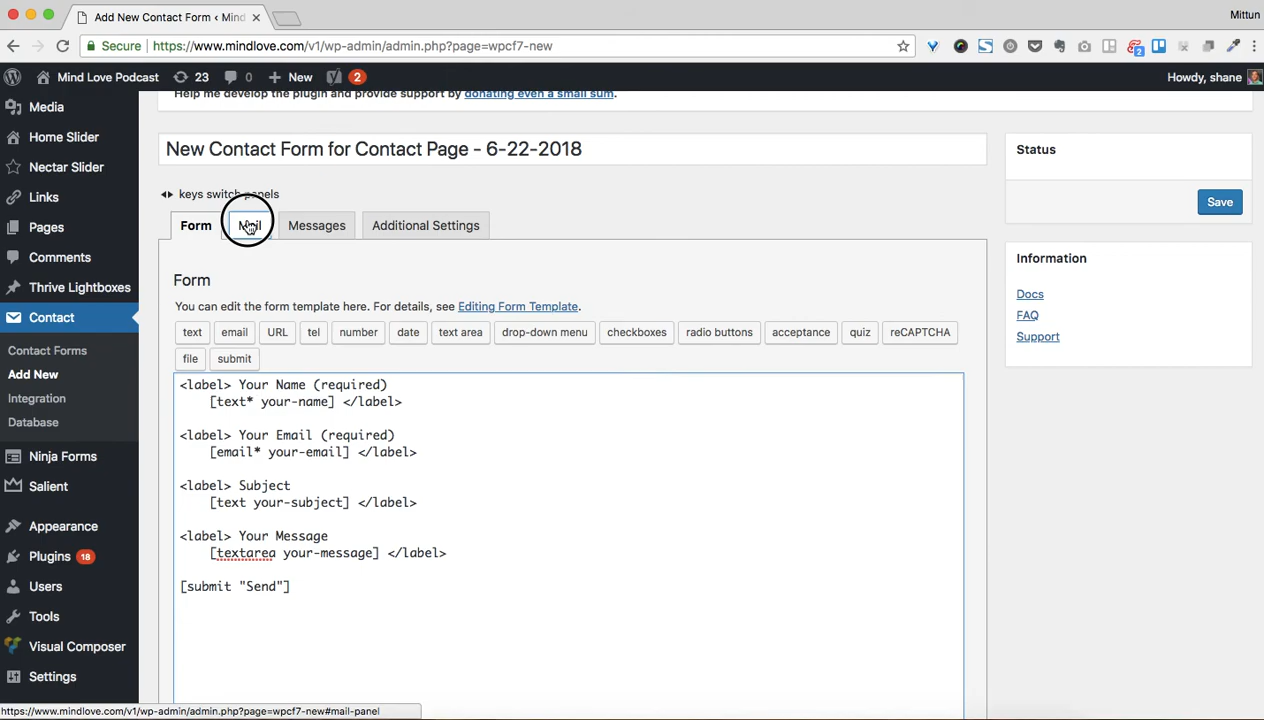 Add New Contact Form ‹ Mind
Mittun
Secure
https://www.mindlove.com/v1/wp-admin/admin.php?page=wpcf7-new
2
Mind Love Podcast
23
0
New
2
Howdy, shane
Help me develop the plugin and provide support by donating even a small sum.
Media
Home Slider
Nectar Slider
Links
Pages
Comments
Thrive Lightboxes
Contact
Contact Forms
Add New
Integration
Database
Ninja Forms
Salient
Appearance
Plugins 18
Users
Tools
Visual Composer
Settings
New Contact Form for Contact Page - 6-22-2018
keys switch panels
Form
Mail
Messages
Additional Settings
Form
You can edit the form template here. For details, see Editing Form Template.
text
email
URL
tel
number
date
text area
drop-down menu
checkboxes
radio buttons
acceptance
quiz
reCAPTCHA
file
submit
<label> Your Name (required)
[text* your-name] </label>
<label> Your Email (required)
[email* your-email] </label>
<label> Subject
[text your-subject] </label>
<label> Your Message
[textarea your-message] </label>
[submit "Send"]
Status
Save
Information
Docs
FAQ
Support
https://www.mindlove.com/v1/wp-admin/admin.php?page=wpcf7-new#mail-panel